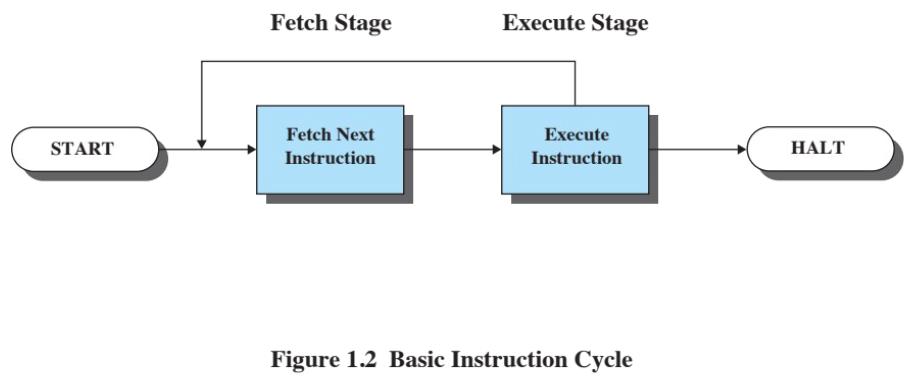 Fetch Stage
Execute Stage
START
Fetch Next
Instruction
Execute
Instruction
HALT
Figure 1.2 Basic Instruction Cycle